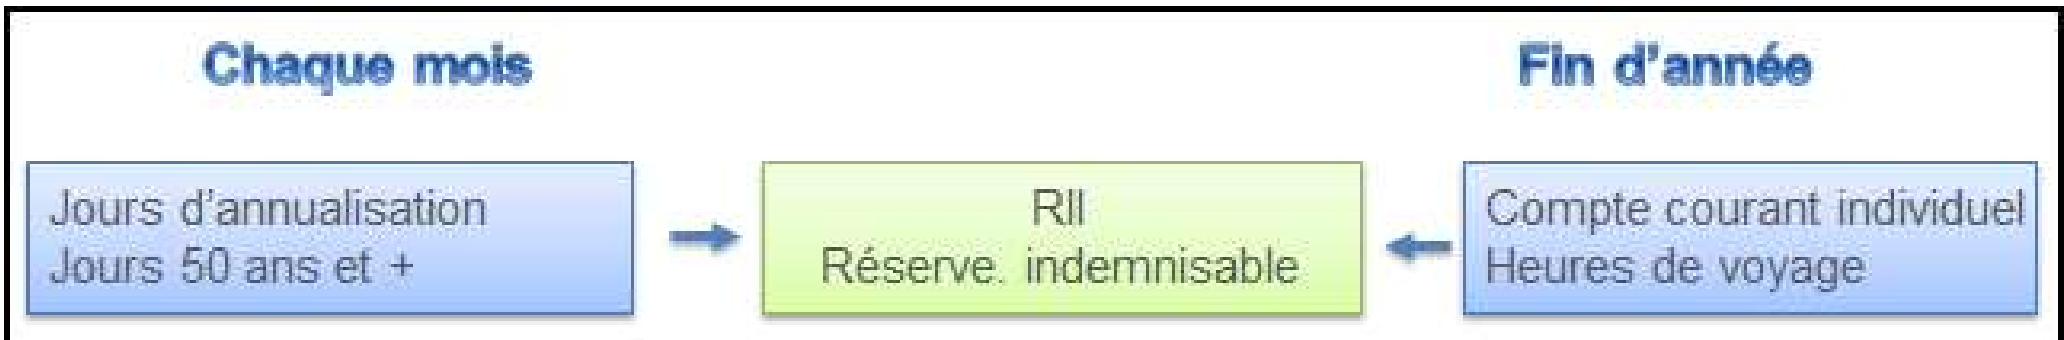 Chaque mois
Fin d'année
Jours d'annualisation
Jours 50 ans et +
RII
Réserve. indemnisable
Compte courant individuel
Heures de voyage